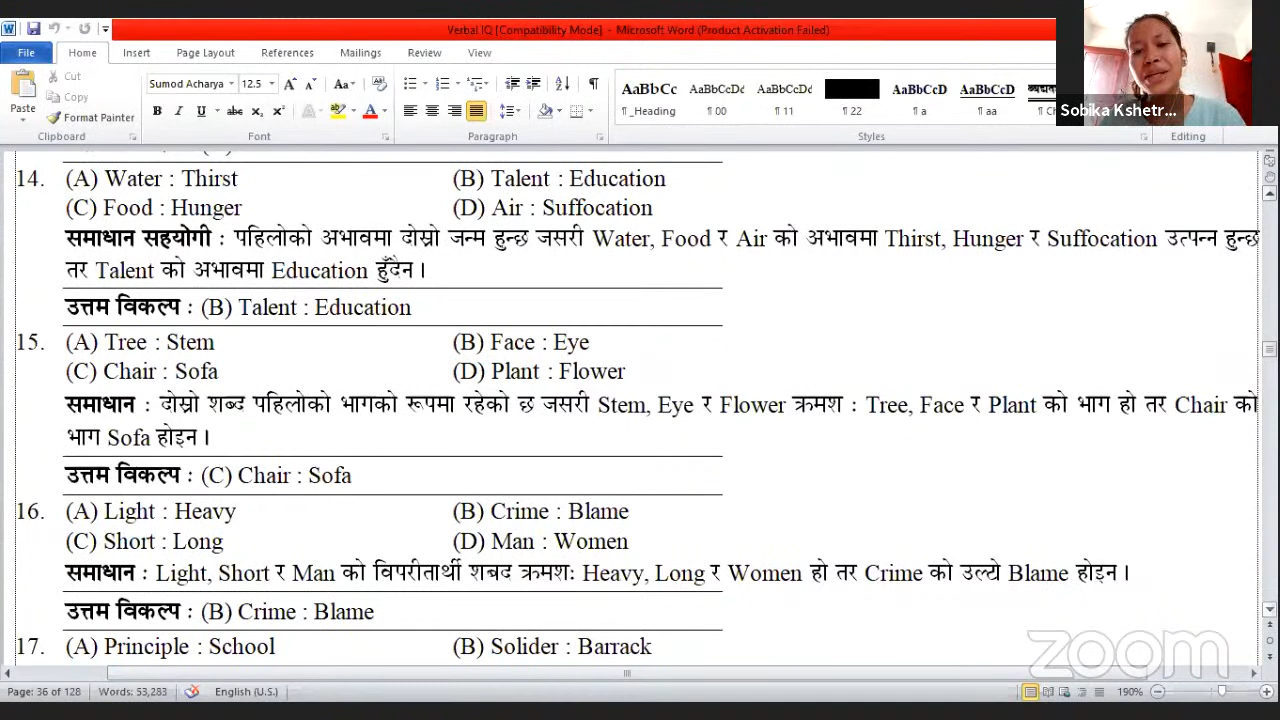 Verbal IQ [Compatibility Mode] - Microsoft Word (Product Activation Failed)
File Home Insert Page Layout References Mailings Review View
Cut
Copy
Format Painter
Paste
Sumod Acharya 12.5
AaBbCc AaBbCcDc AaBbCcDc AaBbCcD AaBbCcD
¶ _Heading ¶ 00 ¶ 11 ¶ 22 ¶ a ¶ aa
Clipboard Font Paragraph Styles Editing
Sobika Kshetr...
14. (A) Water : Thirst (B) Talent : Education
(C) Food : Hunger (D) Air : Suffocation
समाधान सहयोगी : पहिलोको अभावमा दोस्रो जन्म हुन्छ जसरी Water, Food र Air को अभावमा Thirst, Hunger र Suffocation उत्पन्न हुन्छ
तर Talent को अभावमा Education हुँदैन ।
उत्तम विकल्प : (B) Talent : Education
15. (A) Tree : Stem (B) Face : Eye
(C) Chair : Sofa (D) Plant : Flower
समाधान : दोस्रो शब्द पहिलोको भागको रूपमा रहेको छ जसरी Stem, Eye र Flower क्रमश : Tree, Face र Plant को भाग हो तर Chair को
भाग Sofa होइन ।
उत्तम विकल्प : (C) Chair : Sofa
16. (A) Light : Heavy (B) Crime : Blame
(C) Short : Long (D) Man : Women
समाधान : Light, Short र Man को विपरीतार्थी शब्द क्रमशः Heavy, Long र Women हो तर Crime को उल्टो Blame होइन ।
उत्तम विकल्प : (B) Crime : Blame
17. (A) Principle : School (B) Solider : Barrack
zoom
Page: 36 of 128 Words: 53,283 English (U.S.) 190%